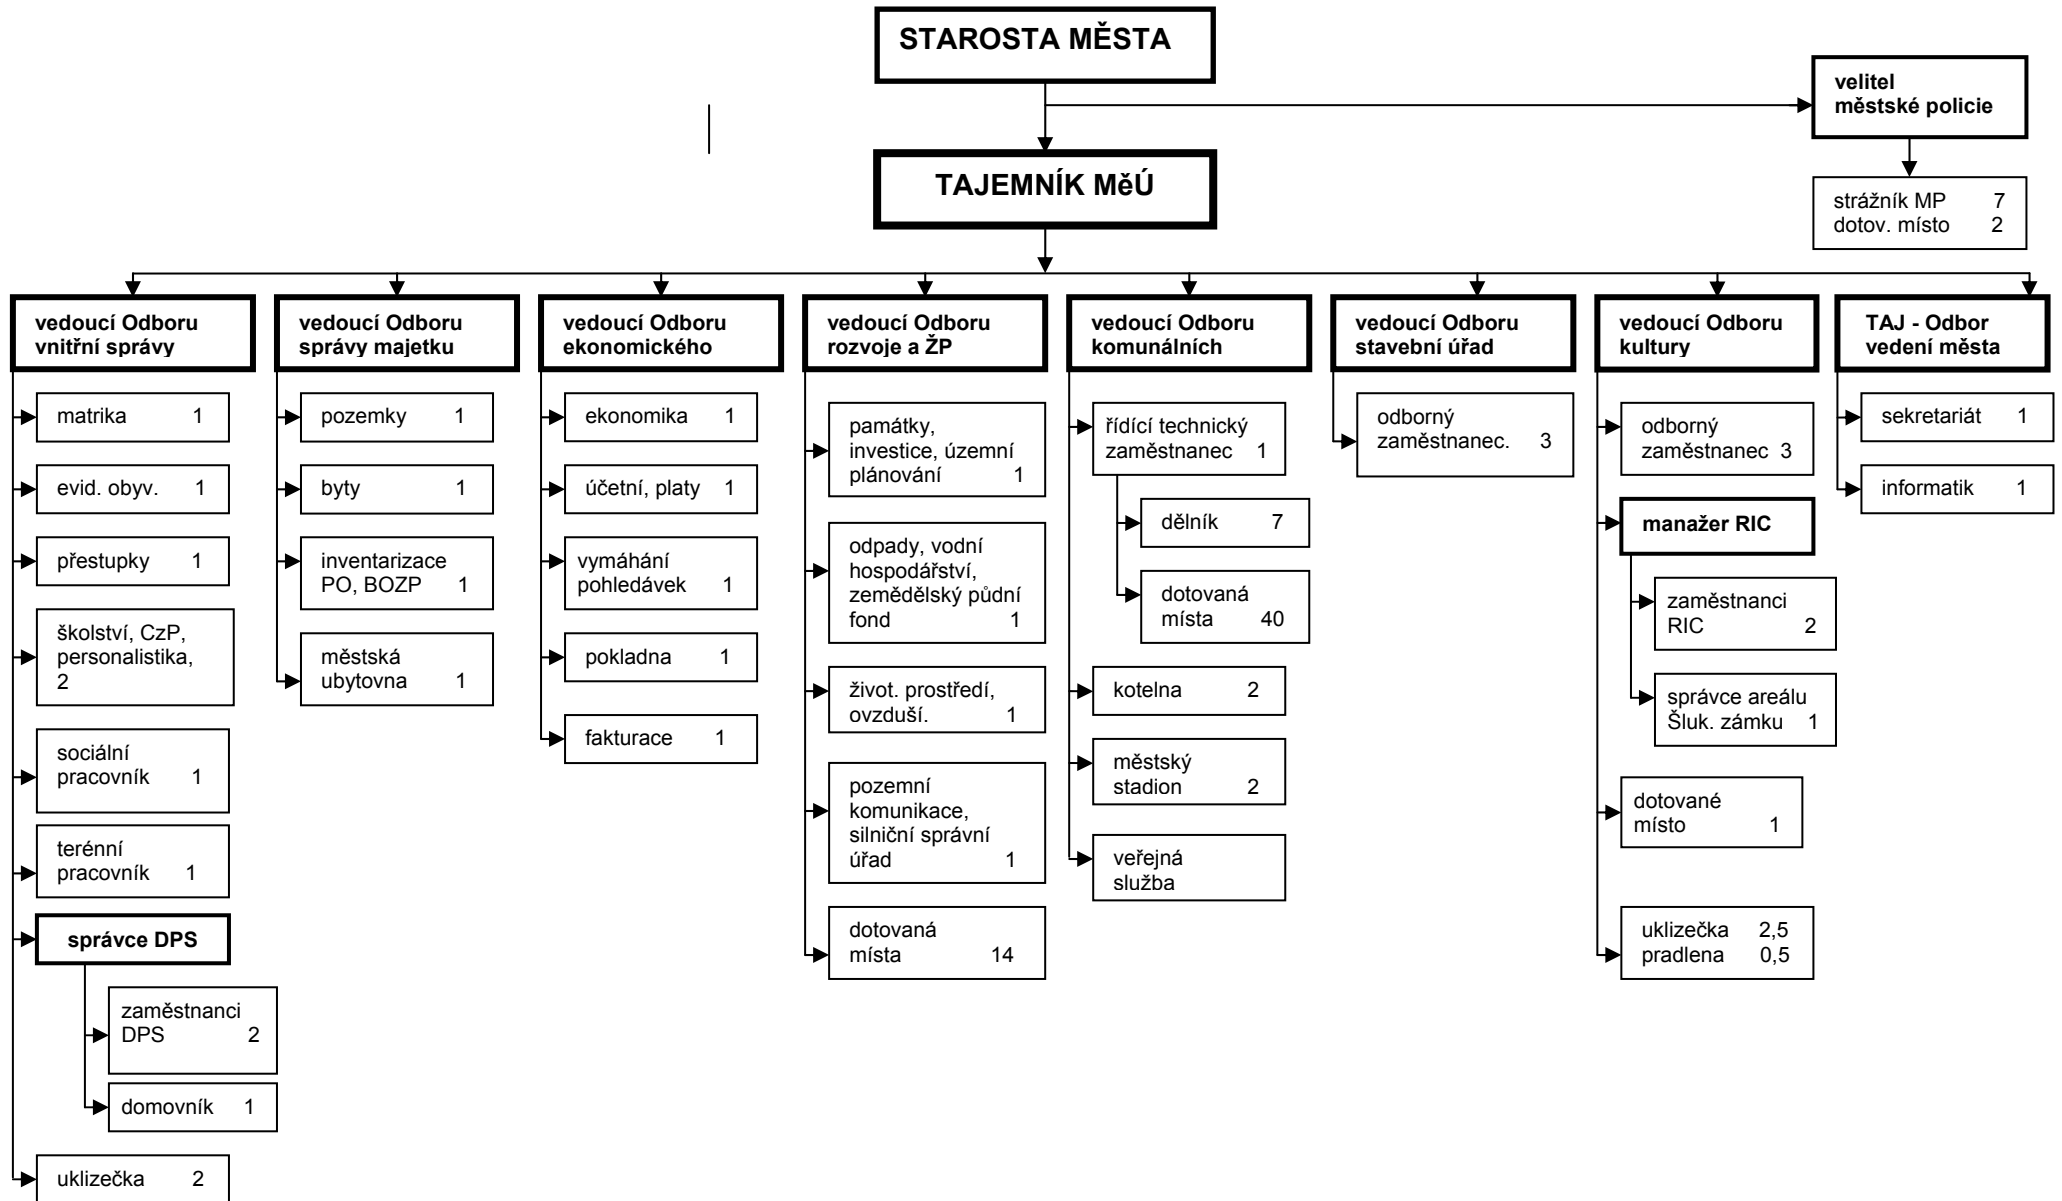 STAROSTA MĚSTA
velitel
městské policie
TAJEMNÍK MěÚ
strážník MP 7
dotov. místo 2
vedoucí Odboru
vnitřní správy
matrika 1
evid. obyv. 1
přestupky 1
školství, CzP,
personalistika,
2
sociální
pracovník 1
terénní
pracovník 1
správce DPS
zaměstnanci
DPS 2
domovník 1
uklizečka 2
vedoucí Odboru
správy majetku
pozemky 1
byty 1
inventarizace
PO, BOZP 1
městská
ubytovna 1
vedoucí Odboru
ekonomického
ekonomika 1
účetní, platy 1
vymáhání
pohledávek 1
pokladna 1
fakturace 1
vedoucí Odboru
rozvoje a ŽP
památky,
investice, územní
plánování 1
odpady, vodní
hospodářství,
zemědělský půdní
fond 1
život. prostředí,
ovzduší. 1
pozemní
komunikace,
silniční správní
úřad 1
dotovaná
místa 14
vedoucí Odboru
komunálních
řídící technický
zaměstnanec 1
dělník 7
dotovaná
místa 40
kotelna 2
městský
stadion 2
veřejná
služba
vedoucí Odboru
stavební úřad
odborný
zaměstnanec. 3
vedoucí Odboru
kultury
odborný
zaměstnanec 3
manažer RIC
zaměstnanci
RIC 2
správce areálu
Šluk. zámku 1
dotované
místo 1
uklizečka 2,5
pradlena 0,5
TAJ - Odbor
vedení města
sekretariát 1
informatik 1